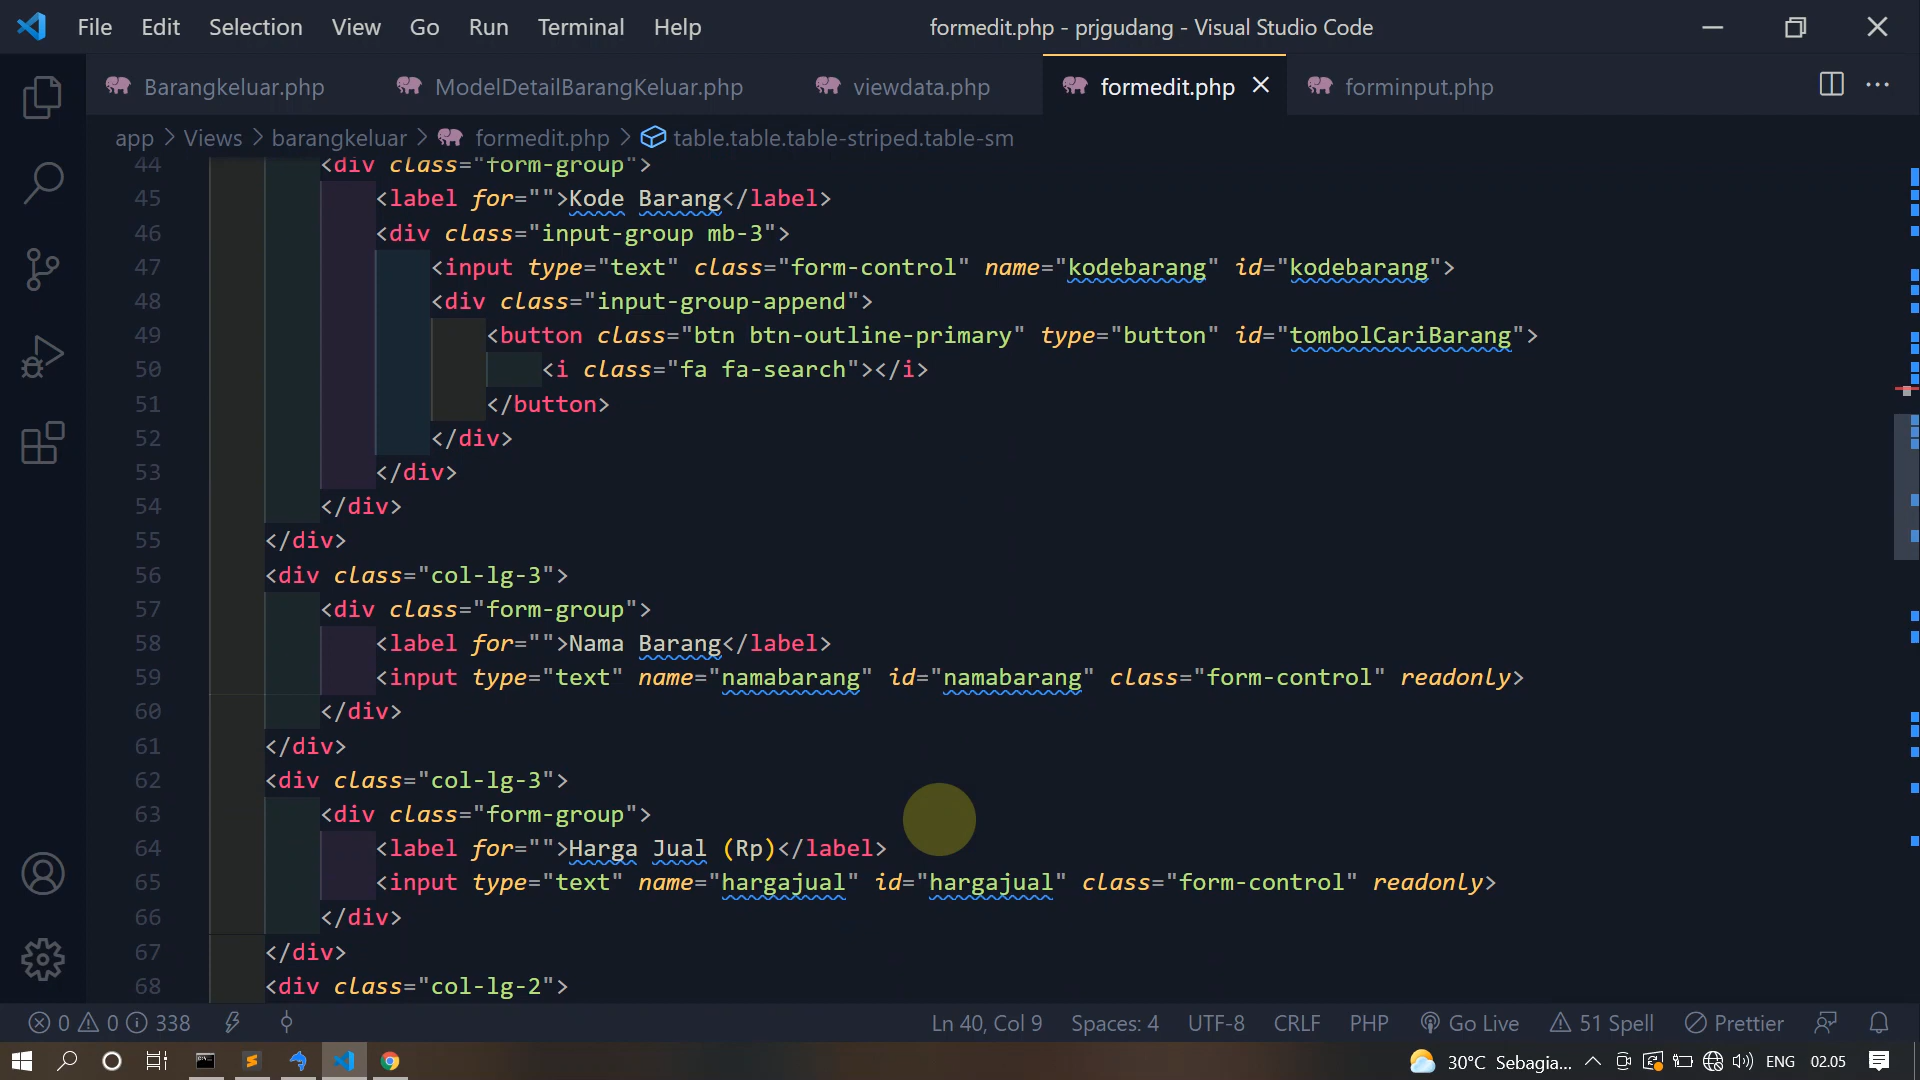 File Edit Selection View Go Run Terminal Help formedit.php - prjgudang - Visual Studio Code
Barangkeluar.php ModelDetailBarangKeluar.php viewdata.php formedit.php forminput.php
app > Views > barangkeluar > formedit.php > table.table.table-striped.table-sm
44 <div class="form-group">
45 <label for="">Kode Barang</label>
46 <div class="input-group mb-3">
47 <input type="text" class="form-control" name="kodebarang" id="kodebarang">
48 <div class="input-group-append">
49 <button class="btn btn-outline-primary" type="button" id="tombolCariBarang">
50 <i class="fa fa-search"></i>
51 </button>
52 </div>
53 </div>
54 </div>
55 </div>
56 <div class="col-lg-3">
57 <div class="form-group">
58 <label for="">Nama Barang</label>
59 <input type="text" name="namabarang" id="namabarang" class="form-control" readonly>
60 </div>
61 </div>
62 <div class="col-lg-3">
63 <div class="form-group">
64 <label for="">Harga Jual (Rp)</label>
65 <input type="text" name="hargajual" id="hargajual" class="form-control" readonly>
66 </div>
67 </div>
68 <div class="col-lg-2">
0 0 338 Ln 40, Col 9 Spaces: 4 UTF-8 CRLF PHP Go Live 51 Spell Prettier
30°C Sebagia... ENG 02.05